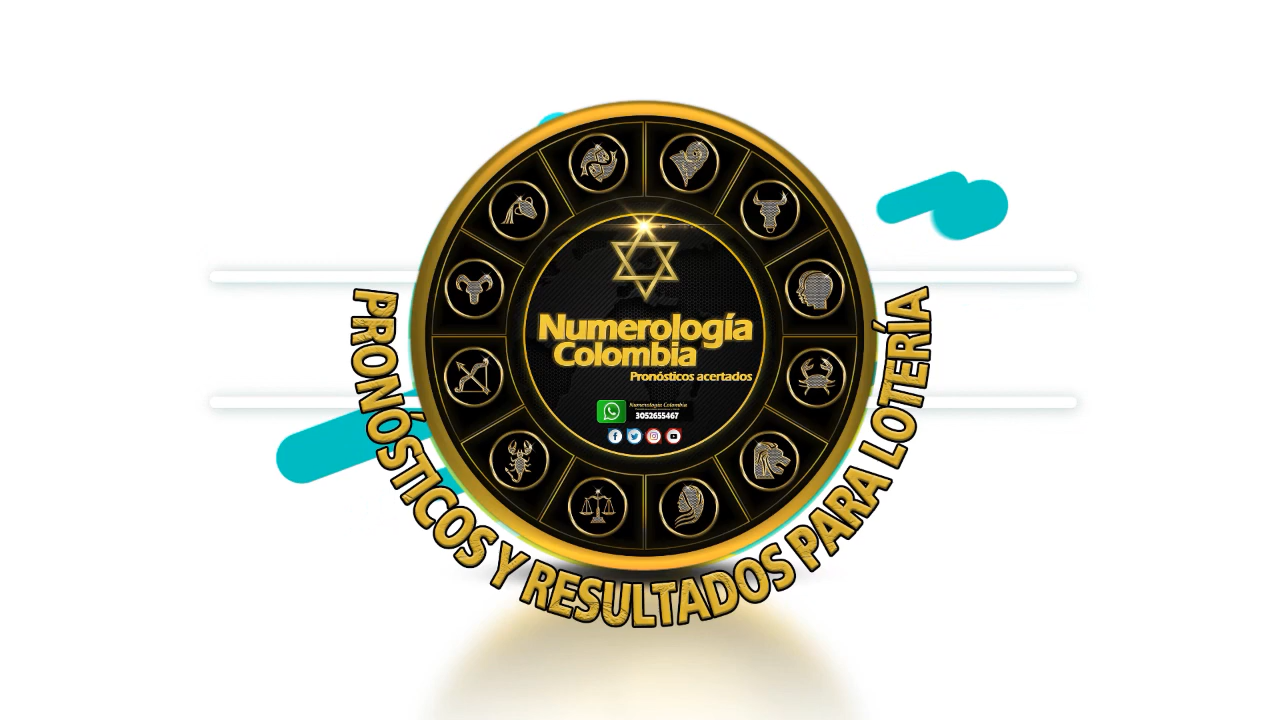 Numerología
Colombia
Pronósticos acertados
Numerología Colombia
3052655467
PRONÓSTICOS Y RESULTADOS PARA LOTERÍA